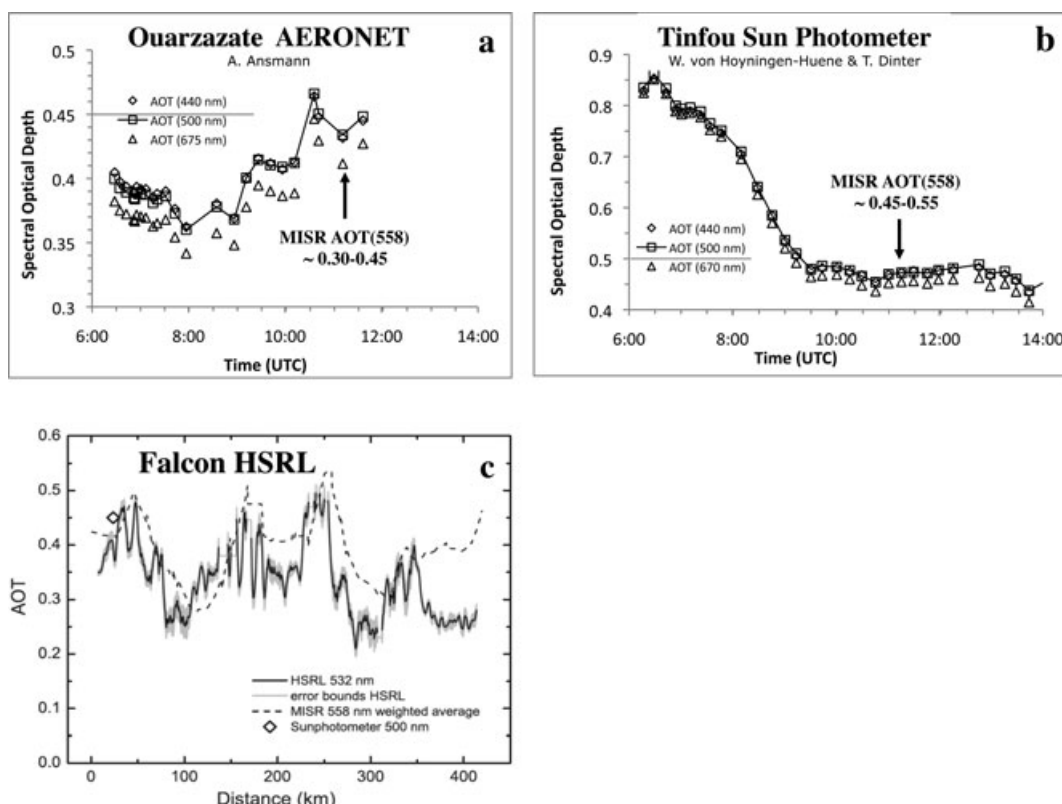 Ouarzazate AERONET
a
A. Ansmann
0.5
0.45
0.4
0.35
0.3
Spectral Optical Depth
AOT (440 nm)
AOT (500 nm)
AOT (675 nm)
MISR AOT(558)
~ 0.30-0.45
6:00
8:00
10:00
12:00
14:00
Time (UTC)
Tinfou Sun Photometer
b
W. von Hoyningen-Huene & T. Dinter
0.9
0.8
0.7
0.6
0.5
0.4
Spectral Optical Depth
MISR AOT(558)
~ 0.45-0.55
AOT (440 nm)
AOT (500 nm)
AOT (670 nm)
6:00
8:00
10:00
12:00
14:00
Time (UTC)
Falcon HSRL
c
0.6
0.5
0.4
0.3
0.2
0.1
0.0
AOT
HSRL 532 nm
error bounds HSRL
MISR 558 nm weighted average
Sunphotometer 500 nm
0
100
200
300
400
Distance (km)